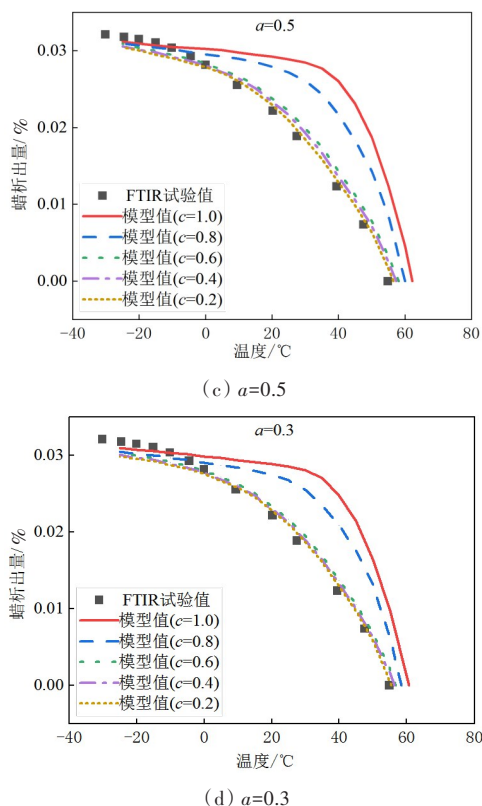 a=0.5
0.03
0.02
0.01
0.00
蜡析出量/%
FTIR试验值
模型值(c=1.0)
模型值(c=0.8)
模型值(c=0.6)
模型值(c=0.4)
模型值(c=0.2)
-40 -20 0 20 40 60 80
温度/℃
（c）a=0.5
a=0.3
0.03
0.02
0.01
0.00
蜡析出量/%
FTIR试验值
模型值(c=1.0)
模型值(c=0.8)
模型值(c=0.6)
模型值(c=0.4)
模型值(c=0.2)
-40 -20 0 20 40 60 80
温度/℃
（d）a=0.3